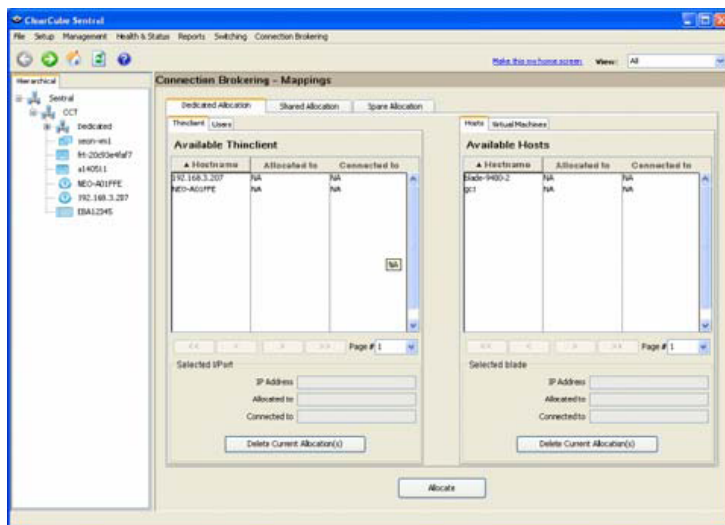 ClearCube Sentral
File Setup Management Health & Status Reports Switching Connection Brokering
Make this my home screen View: All
Hierarchical
Sentral
CCT
Dedicated
a140511
NEO-A01FFE
192.168.3.207
EBA12345
Connection Brokering - Mappings
Dedicated Allocation Shared Allocation Spare Allocation
Thinclient Users
Available Thinclient
Hostname Allocated to Connected to
192.168.3.207 NA NA
NEO-A01FFE NA NA
NA
<< < > >> Page # 1
Selected I/Port
IP Address
Allocated to
Connected to
Delete Current Allocation(s)
Hosts Virtual Machines
Available Hosts
Hostname Allocated to Connected to
blade-9400-2 NA NA
gct NA NA
<< < > >> Page # 1
Selected blade
IP Address
Allocated to
Connected to
Delete Current Allocation(s)
Allocate